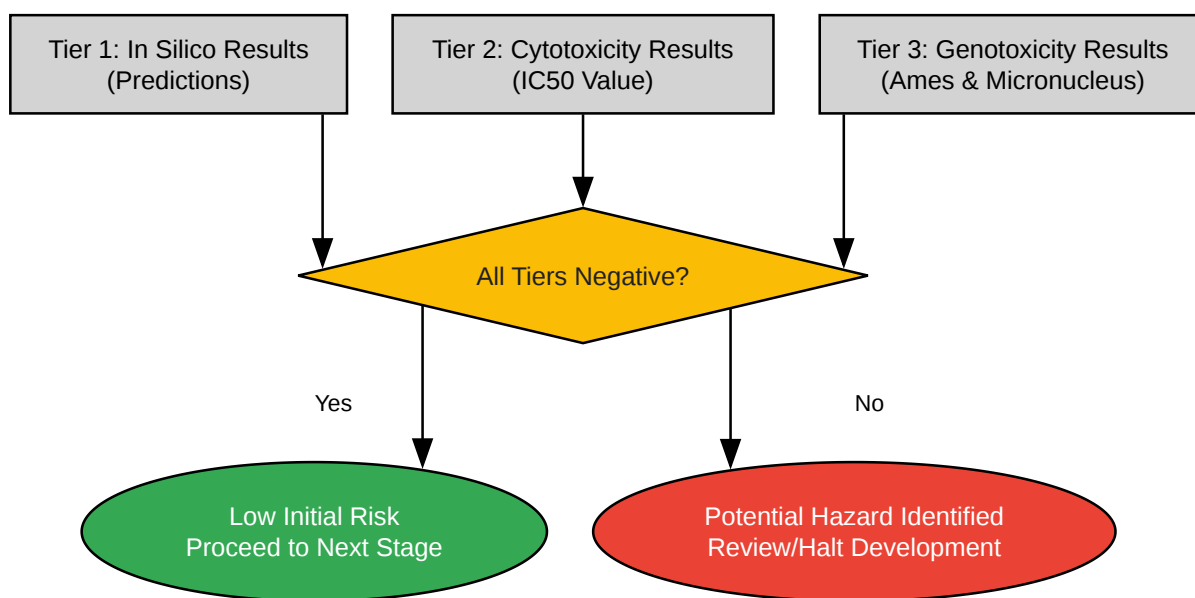 Tier 1: In Silico Results
(Predictions)
Tier 2: Cytotoxicity Results
(IC50 Value)
Tier 3: Genotoxicity Results
(Ames & Micronucleus)
All Tiers Negative?
Yes
No
Low Initial Risk
Proceed to Next Stage
Potential Hazard Identified
Review/Halt Development